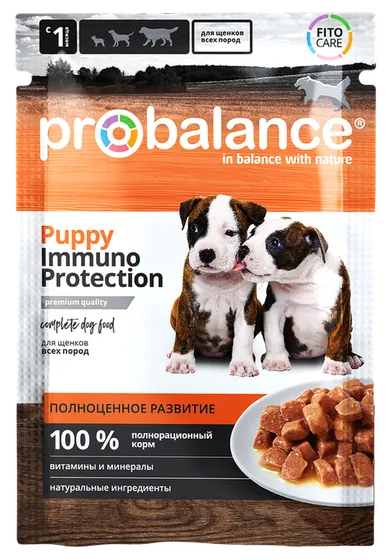 с 1 месяца
для щенков
всех пород
FITO
CARE
probalance®
in balance with nature
Puppy
Immuno
Protection
premium quality
complete dog food
для щенков
всех пород
ПОЛНОЦЕННОЕ РАЗВИТИЕ
100 % полнорационный
корм
витамины и минералы
натуральные ингредиенты